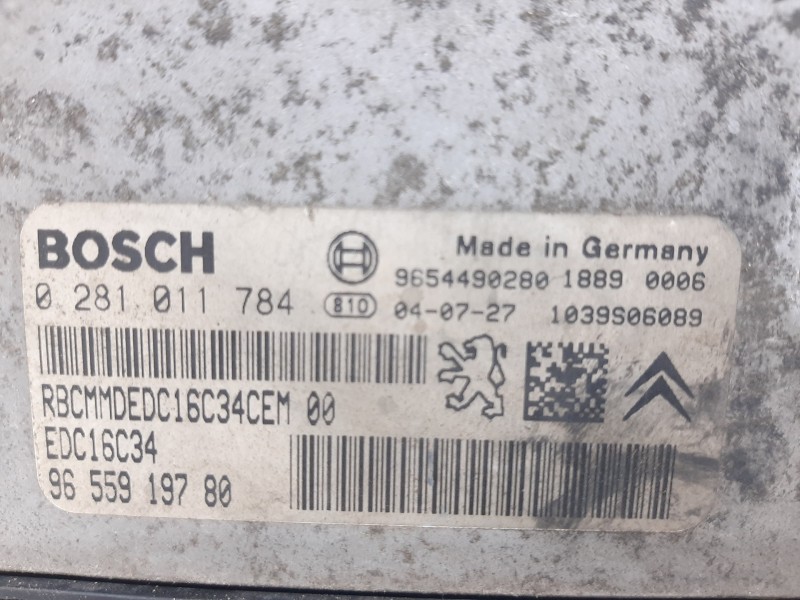 BOSCH
Made in Germany
9654490280 1889 0006
0 281 011 784
810 04-07-27 1039S06089
RBCMMDEDC16C34CEM 00
EDC16C34
96 559 197 80